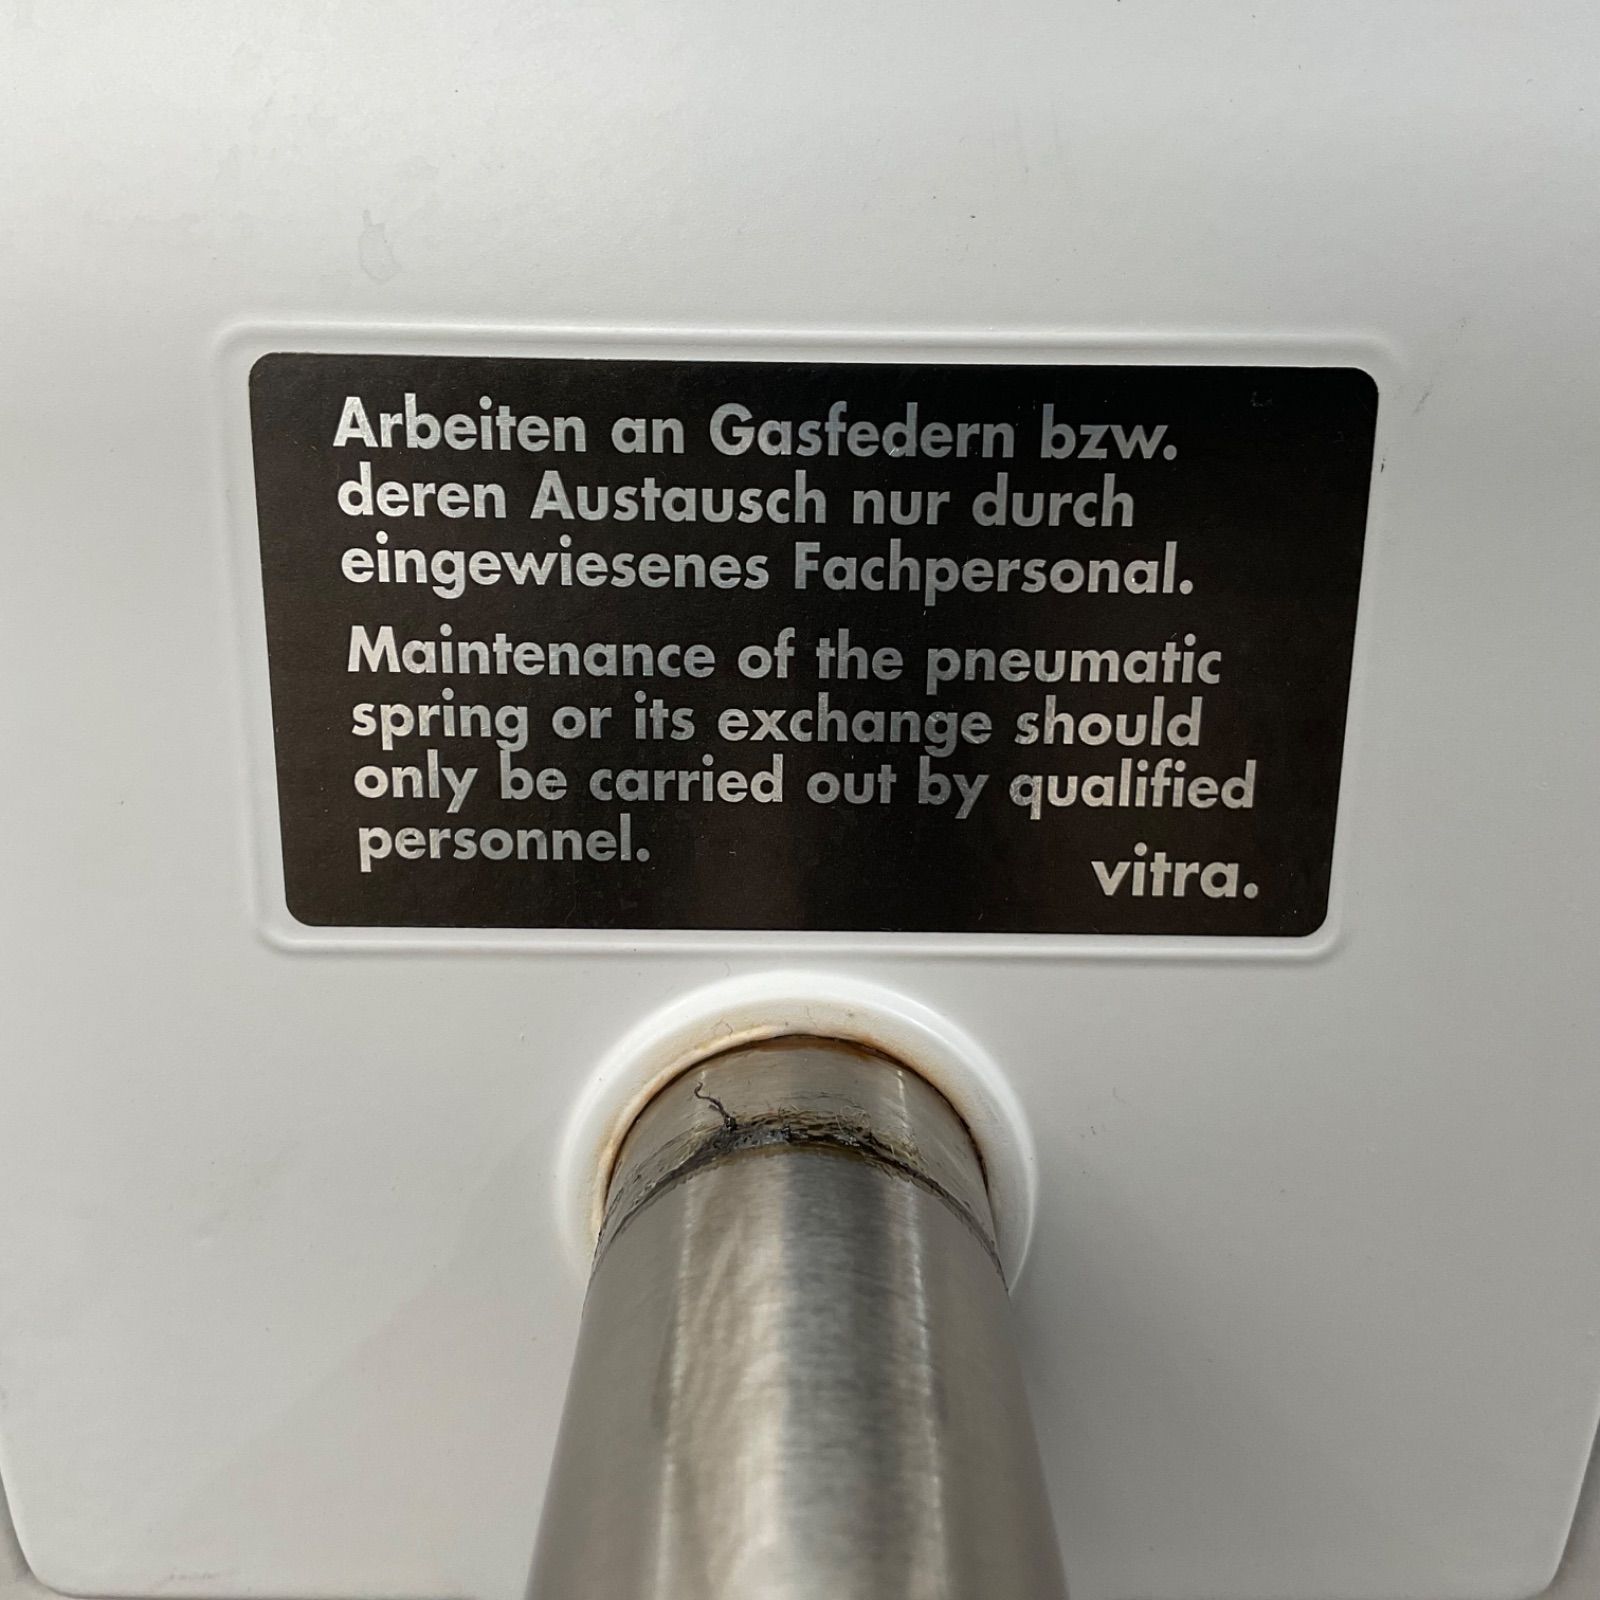 Arbeiten an Gasfedern bzw.
deren Austausch nur durch
eingewiesenes Fachpersonal.
Maintenance of the pneumatic
spring or its exchange should
only be carried out by qualified
personnel.
vitra.